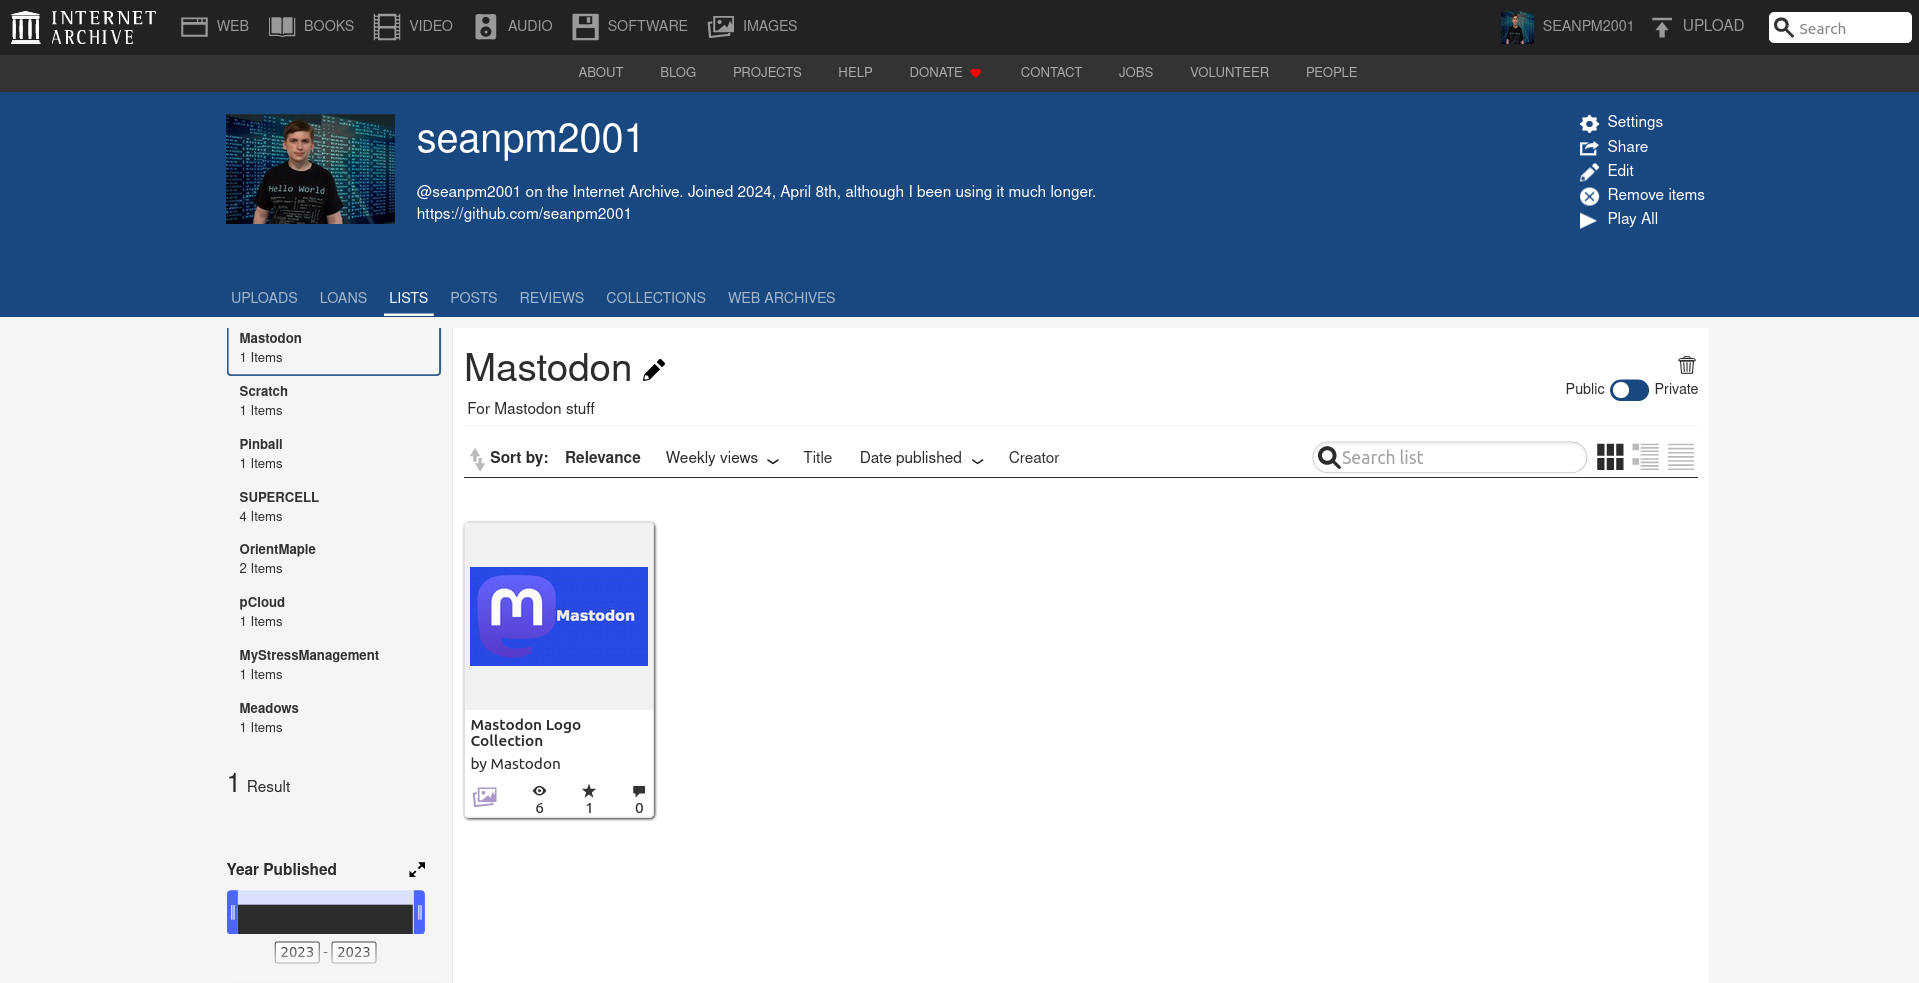 INTERNET ARCHIVE
WEB BOOKS VIDEO AUDIO SOFTWARE IMAGES
SEANPM2001 UPLOAD Search
ABOUT BLOG PROJECTS HELP DONATE CONTACT JOBS VOLUNTEER PEOPLE
Hello World
seanpm2001
@seanpm2001 on the Internet Archive. Joined 2024, April 8th, although I been using it much longer.
https://github.com/seanpm2001
Settings
Share
Edit
Remove items
Play All
UPLOADS LOANS LISTS POSTS REVIEWS COLLECTIONS WEB ARCHIVES
Mastodon
1 Items
Scratch
1 Items
Pinball
1 Items
SUPERCELL
4 Items
OrientMaple
2 Items
pCloud
1 Items
MyStressManagement
1 Items
Meadows
1 Items
1 Result
Year Published
2023 - 2023
Mastodon
For Mastodon stuff
Public Private
Sort by: Relevance Weekly views Title Date published Creator
Search list
m Mastodon
Mastodon Logo
Collection
by Mastodon
6 1 0